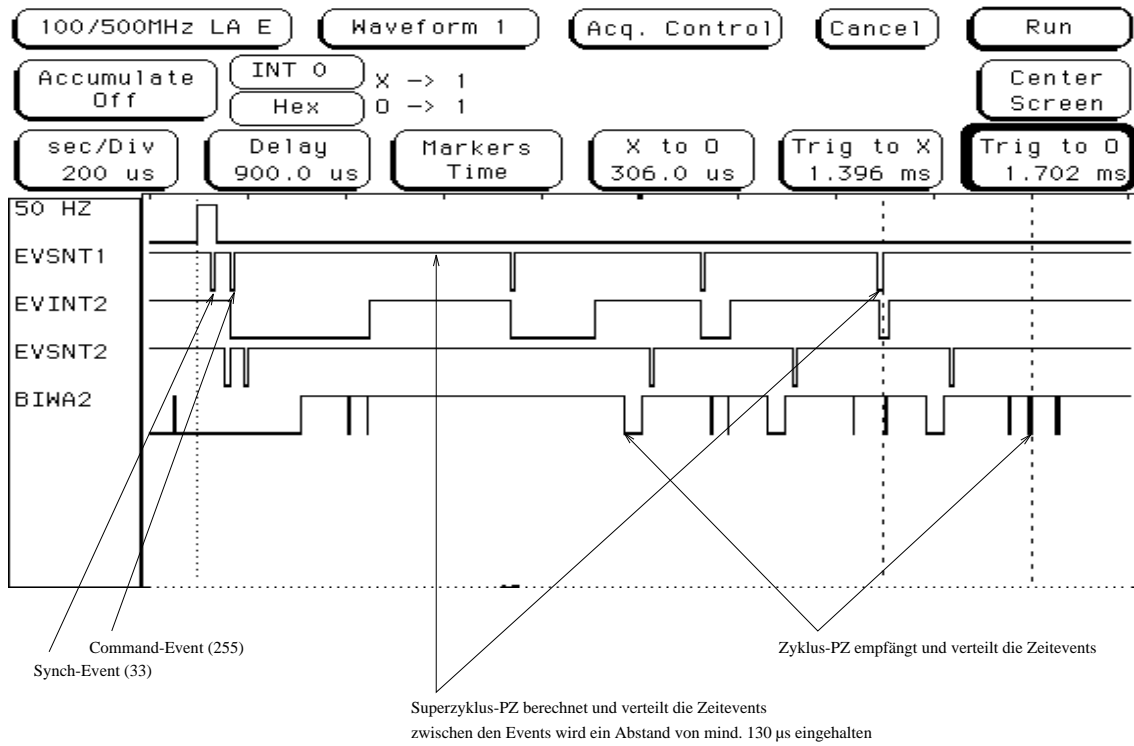 100/500MHz LA E
Waveform 1
Acq. Control
Cancel
Run
Accumulate
Off
INT 0
Hex
X -> 1
O -> 1
Center
Screen
sec/Div
200 us
Delay
900.0 us
Markers
Time
X to O
306.0 us
Trig to X
1.396 ms
Trig to O
1.702 ms
50 HZ
EVSNT1
EVINT2
EVSNT2
BIWA2
Command-Event (255)
Synch-Event (33)
Zyklus-PZ empfängt und verteilt die Zeitevents
Superzyklus-PZ berechnet und verteilt die Zeitevents
zwischen den Events wird ein Abstand von mind. 130 µs eingehalten